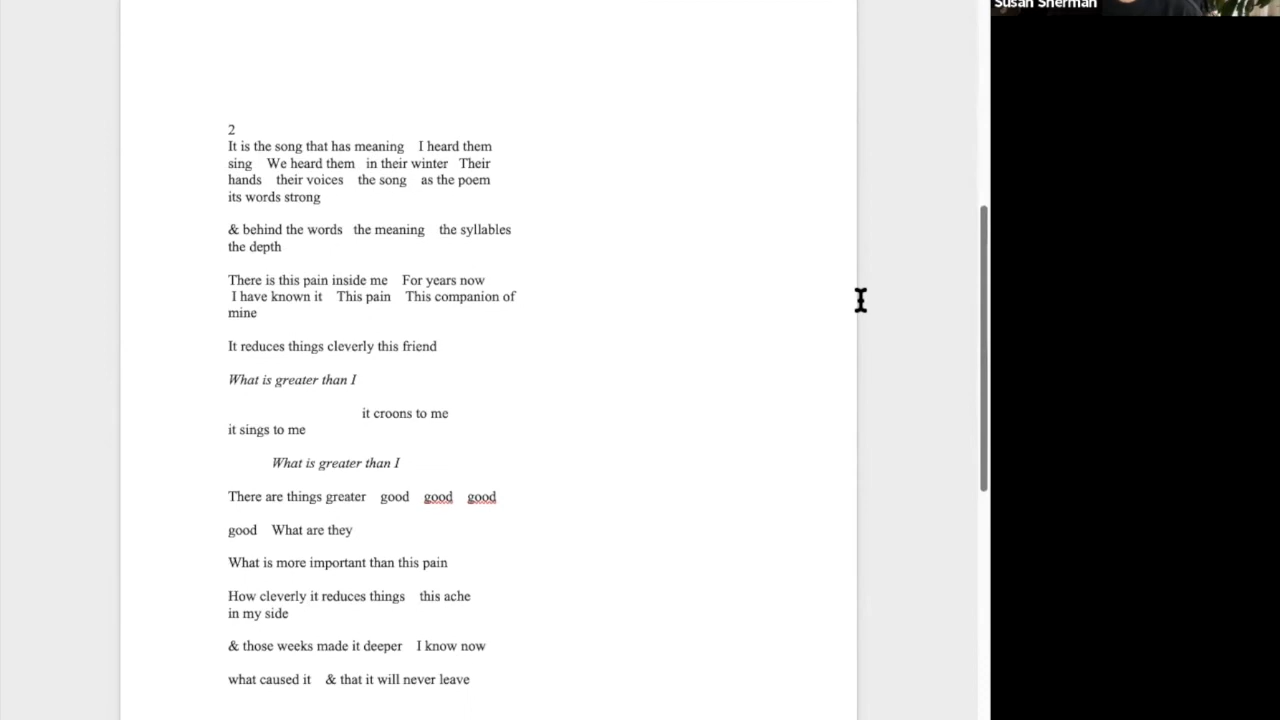 Susan Sherman
2
It is the song that has meaning    I heard them
sing    We heard them   in their winter   Their
hands    their voices    the song    as the poem
its words strong
& behind the words   the meaning    the syllables
the depth
There is this pain inside me    For years now
I have known it    This pain    This companion of
mine
It reduces things cleverly this friend
What is greater than I
it croons to me
it sings to me
What is greater than I
There are things greater    good    good    good
good    What are they
What is more important than this pain
How cleverly it reduces things    this ache
in my side
& those weeks made it deeper    I know now
what caused it    & that it will never leave